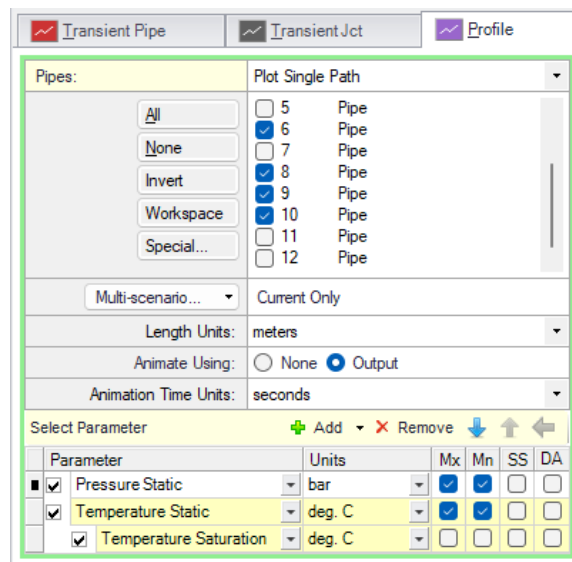 Transient Pipe Transient Jct Profile
Pipes: Plot Single Path
All
None
Invert
Workspace
Special...
5 Pipe
6 Pipe
7 Pipe
8 Pipe
9 Pipe
10 Pipe
11 Pipe
12 Pipe
Multi-scenario... Current Only
Length Units: meters
Animate Using: None Output
Animation Time Units: seconds
Select Parameter Add Remove
Parameter Units Mx Mn SS DA
Pressure Static bar
Temperature Static deg. C
Temperature Saturation deg. C